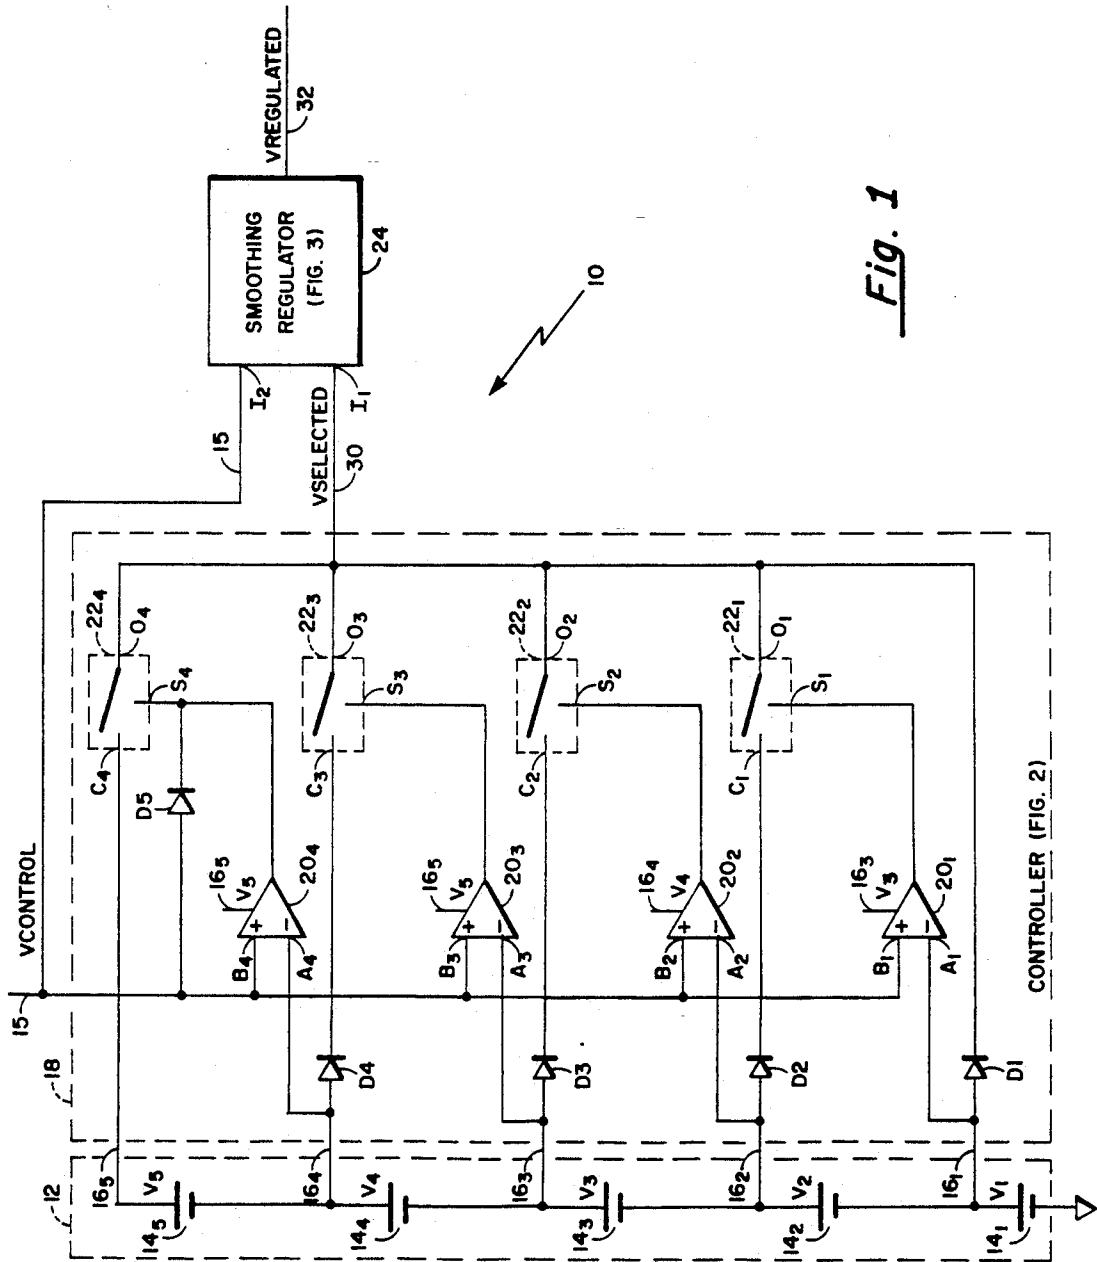 VCONTROL
15
18
12
16₅
V₅
14₅
16₄
V₄
14₄
16₃
V₃
14₃
16₂
V₂
14₂
16₁
V₁
14₁
D5
D4
D3
D2
D1
B₄
A₄
16₅
V₅
20₄
B₃
A₃
16₅
V₅
20₃
B₂
A₂
16₄
V₄
20₂
B₁
A₁
16₃
V₃
20₁
C₄
S₄
22₄
O₄
C₃
S₃
22₃
O₃
C₂
S₂
22₂
O₂
C₁
S₁
22₁
O₁
CONTROLLER (FIG. 2)
15
I₂
VSELECTED
30
I₁
SMOOTHING
REGULATOR
(FIG. 3)
24
VREGULATED
32
10
Fig. 1